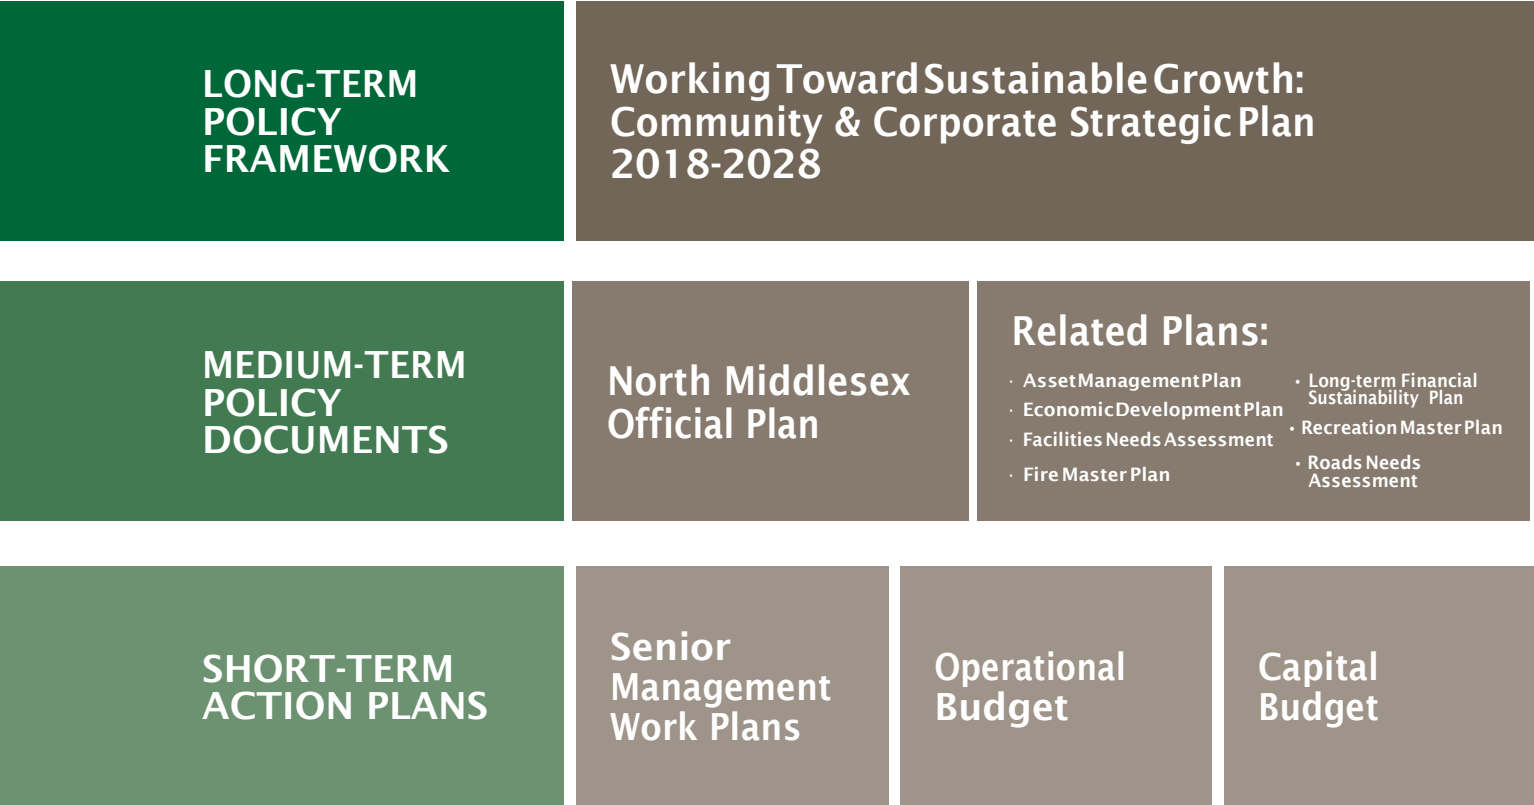 LONG-TERM
POLICY
FRAMEWORK
Working Toward Sustainable Growth:
Community & Corporate Strategic Plan
2018-2028
MEDIUM-TERM
POLICY
DOCUMENTS
North Middlesex
Official Plan
Related Plans:
· Asset Management Plan
· Economic Development Plan
· Facilities Needs Assessment
· Fire Master Plan
• Long-term Financial
Sustainability Plan
• Recreation Master Plan
• Roads Needs
Assessment
SHORT-TERM
ACTION PLANS
Senior
Management
Work Plans
Operational
Budget
Capital
Budget